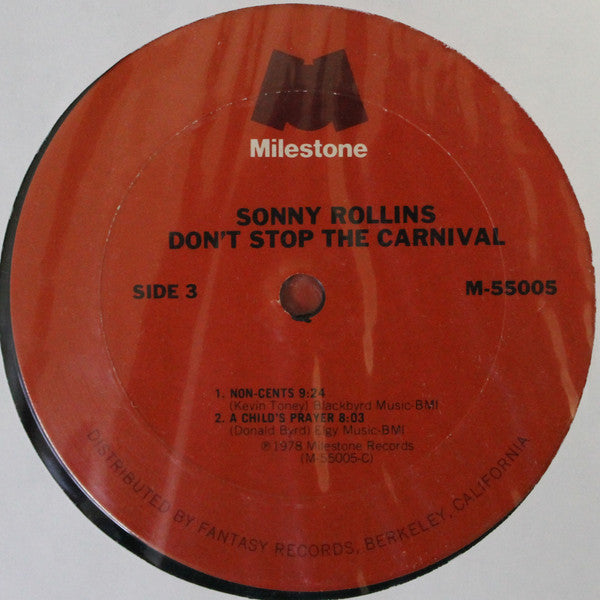 Milestone
SONNY ROLLINS
DON'T STOP THE CARNIVAL
SIDE 3 M-55005
1. NON-CENTS 9:24
(Kevin Toney) Blackbyrd Music-BMI
2. A CHILD'S PRAYER 8:03
(Donald Byrd) Elgy Music-BMI
℗1978 Milestone Records
(M-55005-C)
DISTRIBUTED BY FANTASY RECORDS, BERKELEY, CALIFORNIA